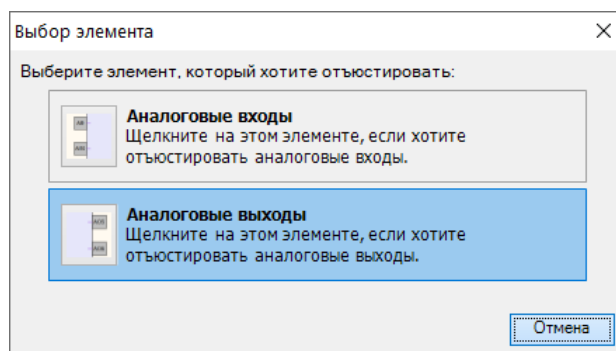 Выбор элемента
Выберите элемент, который хотите отъюстировать:
Аналоговые входы
Щелкните на этом элементе, если хотите
отъюстировать аналоговые входы.
Аналоговые выходы
Щелкните на этом элементе, если хотите
отъюстировать аналоговые выходы.
Отмена